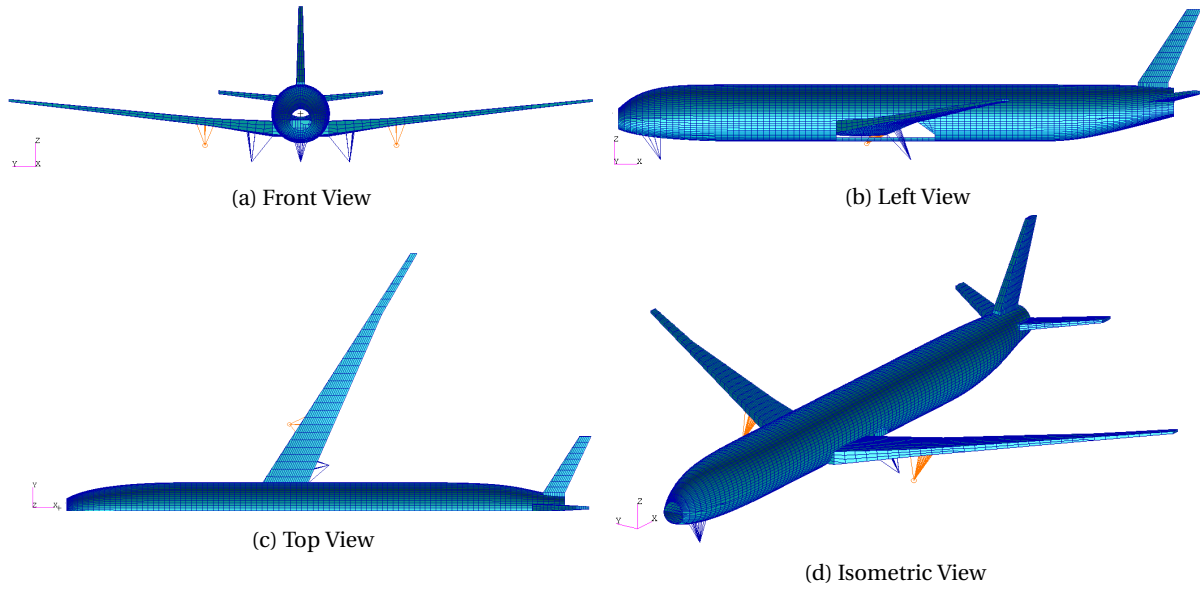 Z
Y
X
(a) Front View
Y
Z
X
(b) Left View
Y
Z
X
(c) Top View
Z
Y
X
(d) Isometric View